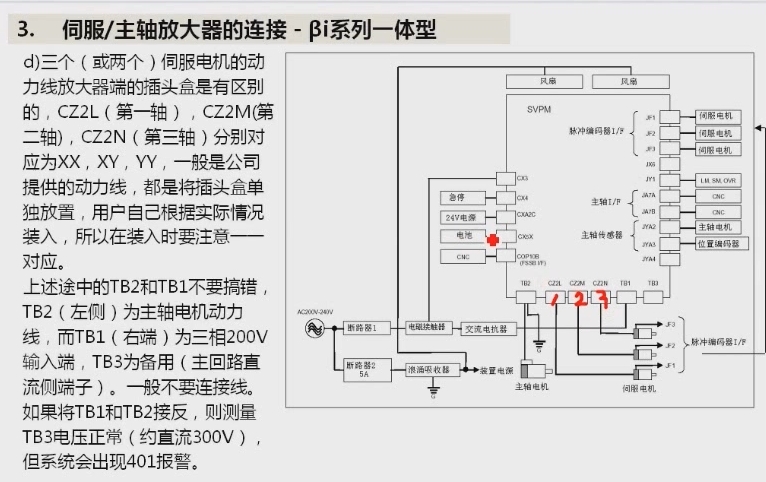 3. 伺服/主轴放大器的连接 - βi系列一体型
d)三个（或两个）伺服电机的动
力线放大器端的插头盒是有区别
的，CZ2L（第一轴），CZ2M(第
二轴)，CZ2N（第三轴）分别对
应为XX，XY，YY，一般是公司
提供的动力线，都是将插头盒单
独放置，用户自己根据实际情况
装入，所以在装入时要注意一一
对应。
上述途中的TB2和TB1不要搞错，
TB2（左侧）为主轴电机动力
线，而TB1（右端）为三相200V
输入端，TB3为备用（主回路直
流侧端子）。一般不要连接线。
如果将TB1和TB2接反，则测量
TB3电压正常（约直流300V），
但系统会出现401报警。
风扇
风扇
SVPM
脉冲编码器I/F
JF1
伺服电机
JF2
伺服电机
JF3
伺服电机
JX6
JY1
LM, SM, OVR
主轴I/F
JA7A
CNC
JA7B
CNC
主轴传感器
JYA2
主轴电机
JYA3
位置编码器
JYA4
CX3
急停
CX4
24V电源
CXA2C
电池
CX5X
CNC
COP10B
(FSSB I/F)
TB2
CZ2L
CZ2M
CZ2N
TB1
TB3
1
2
3
AC200V-240V
断路器1
电磁接触器
交流电抗器
断路器2
5A
浪涌吸收器
装置电源
G
G
主轴电机
伺服电机
JF3
JF2
JF1
脉冲编码器I/F